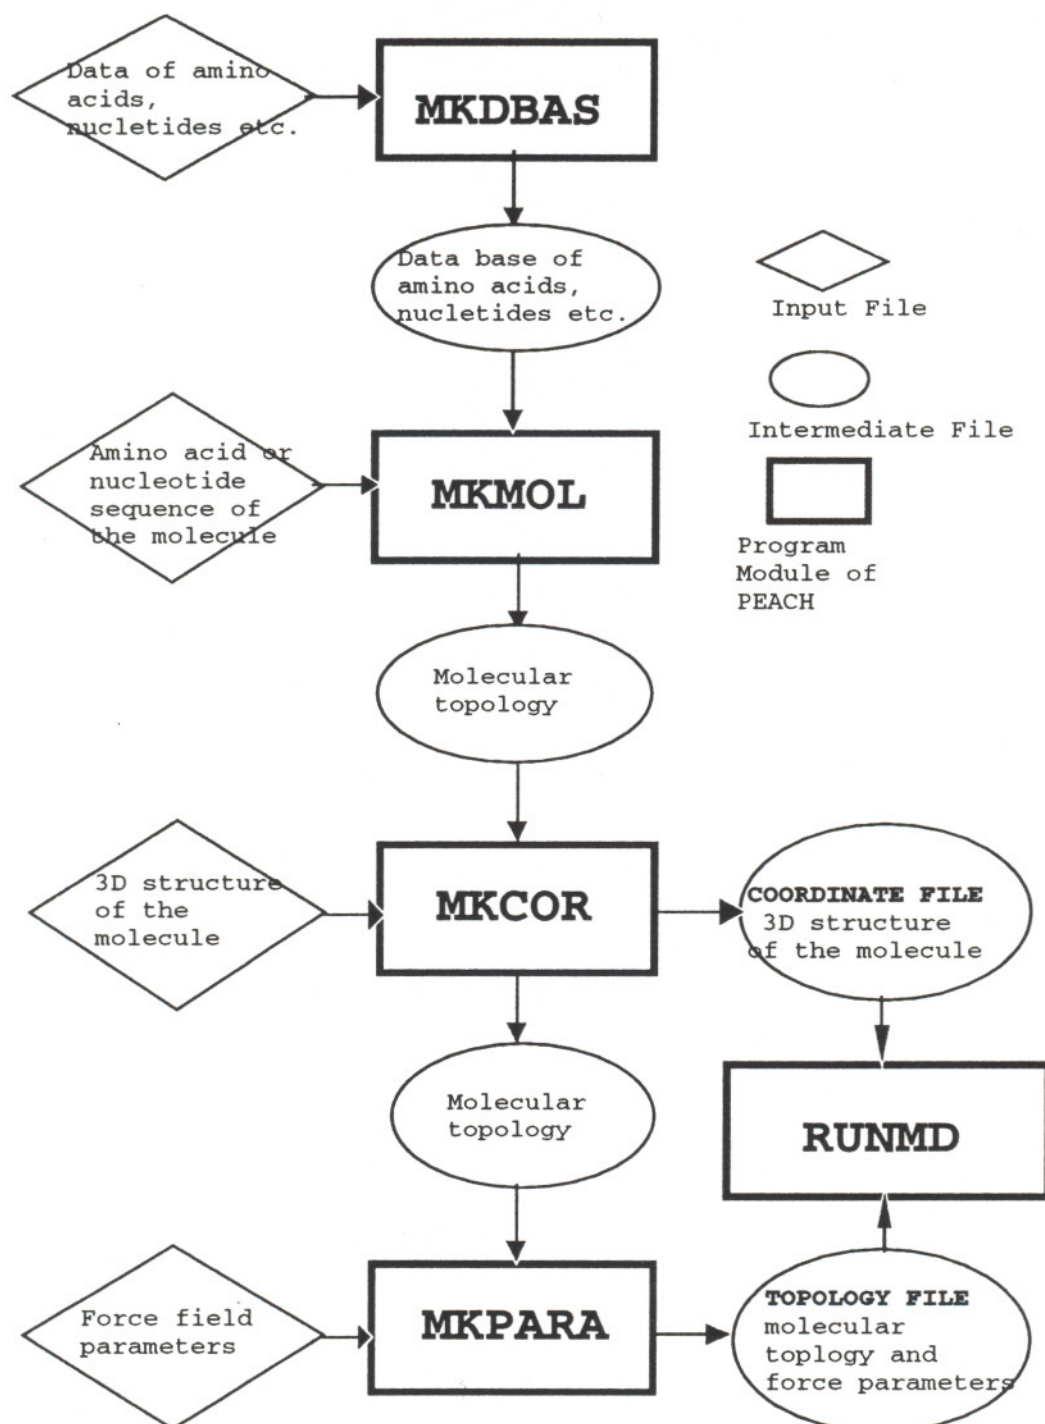 Data of amino
acids,
nucletides etc.
MKDBAS
Data base of
amino acids,
nucletides etc.
Input File
Intermediate File
Program
Module of
PEACH
Amino acid or
nucleotide
sequence of
the molecule
MKMOL
Molecular
topology
3D structure
of the
molecule
MKCOR
COORDINATE FILE
3D structure
of the molecule
Molecular
topology
RUNMD
Force field
parameters
MKPARA
TOPOLOGY FILE
molecular
toplogy and
force parameters